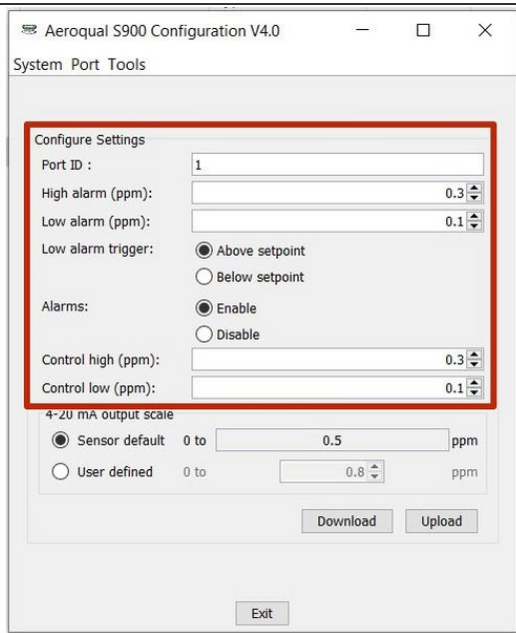 Aeroqual S900 Configuration V4.0
System Port Tools
Configure Settings
Port ID : 1
High alarm (ppm): 0.3
Low alarm (ppm): 0.1
Low alarm trigger: Above setpoint
Below setpoint
Alarms: Enable
Disable
Control high (ppm): 0.3
Control low (ppm): 0.1
4-20 mA output scale
Sensor default 0 to 0.5 ppm
User defined 0 to 0.8 ppm
Download Upload
Exit